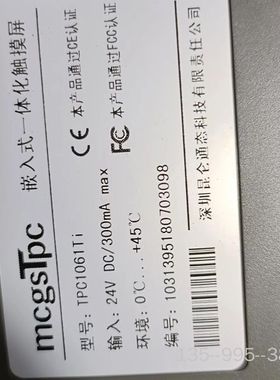 mcgsTpc 嵌入式一体化触摸屏
CE 本产品通过CE认证
FC 本产品通过FCC认证
型号: TPC1061Ti
输入: 24V DC/300mA max
环境: 0℃...+45℃
编号: 1031395180703098
深圳昆仑通态科技有限责任公司
135-995-3